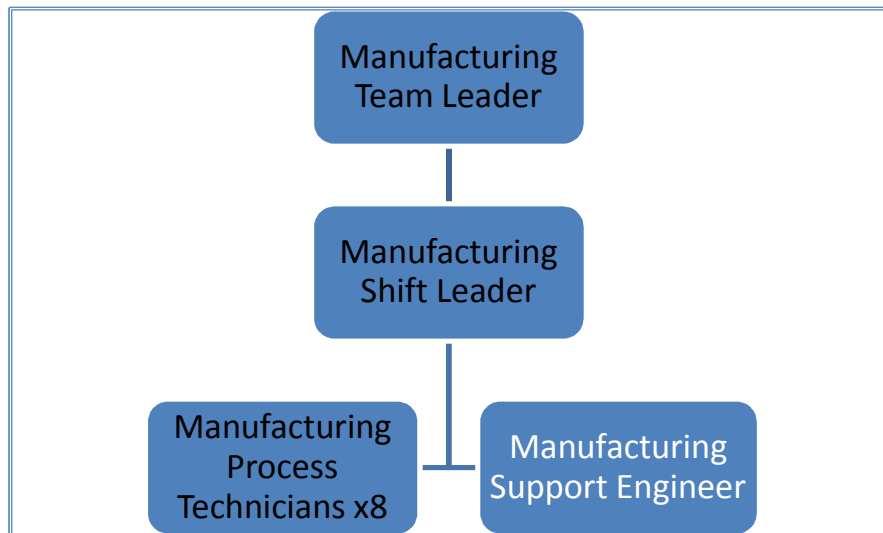 Manufacturing
Team Leader
Manufacturing
Shift Leader
Manufacturing
Process
Technicians x8
Manufacturing
Support Engineer